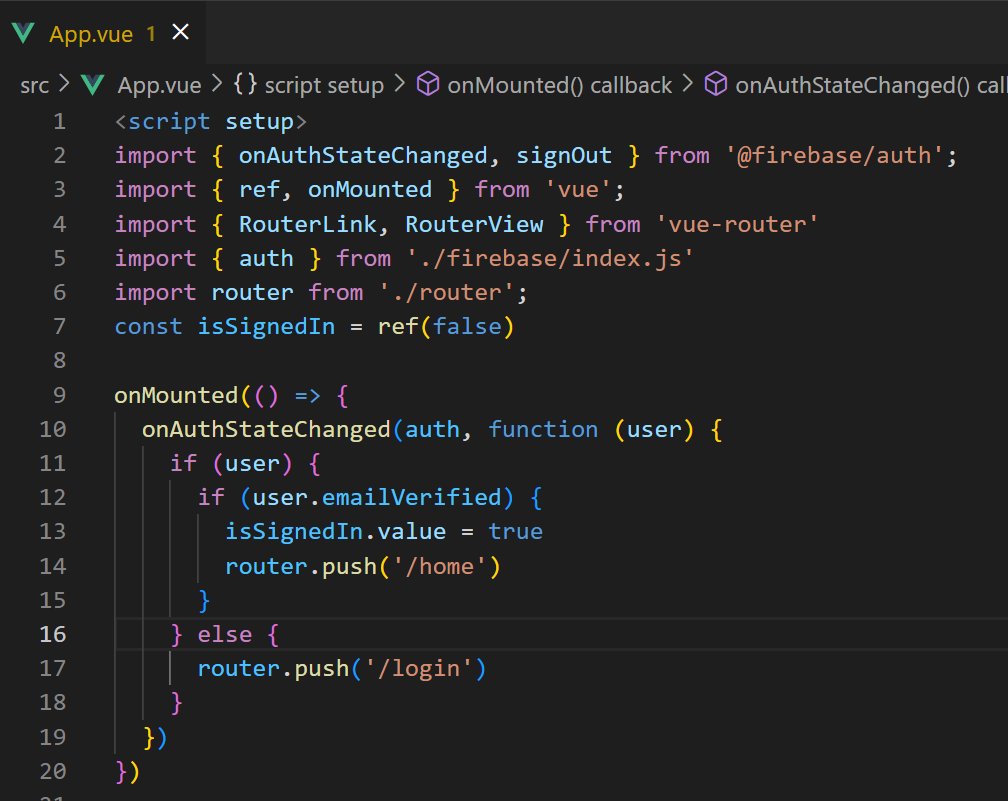 App.vue 1 ×
src > App.vue > {} script setup > onMounted() callback > onAuthStateChanged() call
1 <script setup>
2 import { onAuthStateChanged, signOut } from '@firebase/auth';
3 import { ref, onMounted } from 'vue';
4 import { RouterLink, RouterView } from 'vue-router'
5 import { auth } from './firebase/index.js'
6 import router from './router';
7 const isSignedIn = ref(false)
8
9 onMounted(() => {
10   onAuthStateChanged(auth, function (user) {
11     if (user) {
12       if (user.emailVerified) {
13         isSignedIn.value = true
14         router.push('/home')
15       }
16     } else {
17       router.push('/login')
18     }
19   })
20 })